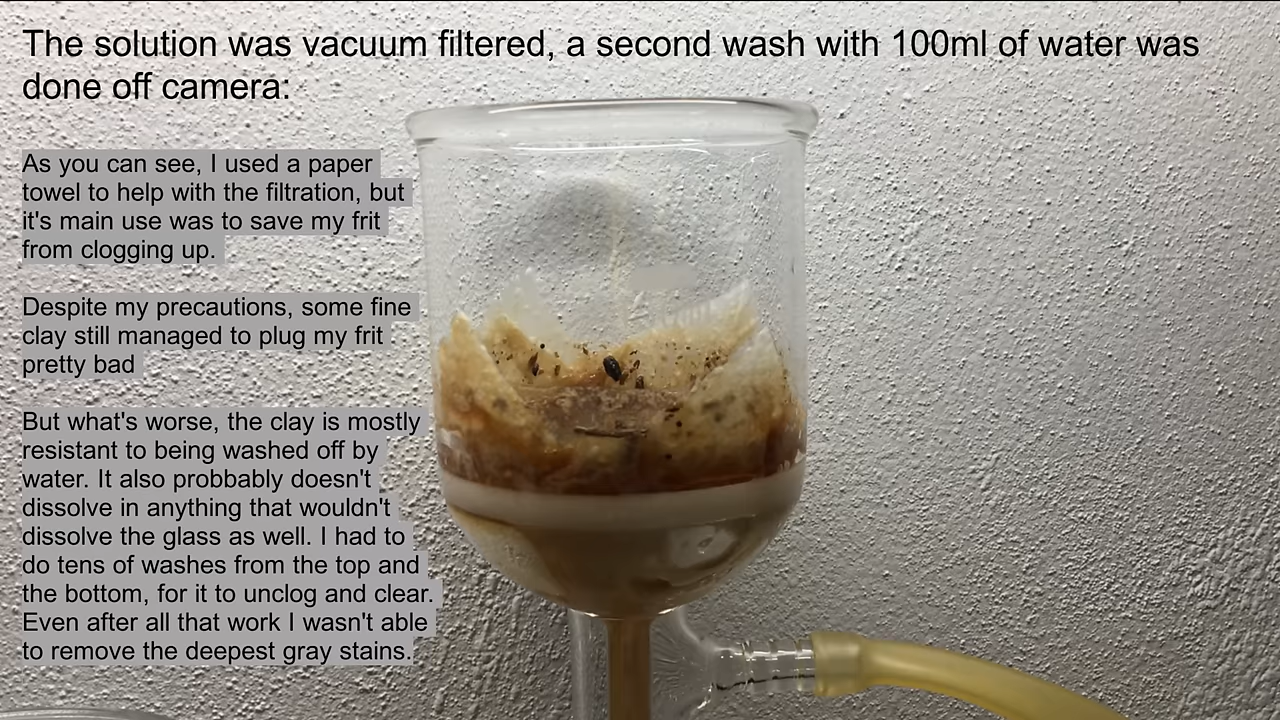 The solution was vacuum filtered, a second wash with 100ml of water was
done off camera:
As you can see, I used a paper
towel to help with the filtration, but
it's main use was to save my frit
from clogging up.
Despite my precautions, some fine
clay still managed to plug my frit
pretty bad
But what's worse, the clay is mostly
resistant to being washed off by
water. It also probbably doesn't
dissolve in anything that wouldn't
dissolve the glass as well. I had to
do tens of washes from the top and
the bottom, for it to unclog and clear.
Even after all that work I wasn't able
to remove the deepest gray stains.